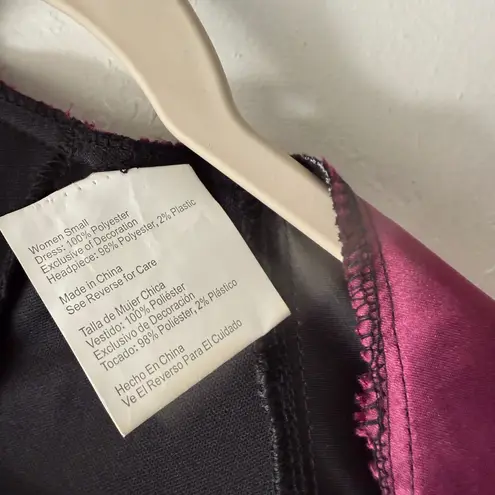 Women Small
Dress: 100% Polyester
Exclusive of Decoration
Headpiece: 98% Polyester, 2% Plastic
Made in China
See Reverse for Care
Talla de Mujer Chica
Vestido: 100% Poliéster
Exclusivo de Decoración
Tocado: 98% Poliéster, 2% Plástico
Hecho En China
Ve El Reverso Para El Cuidado